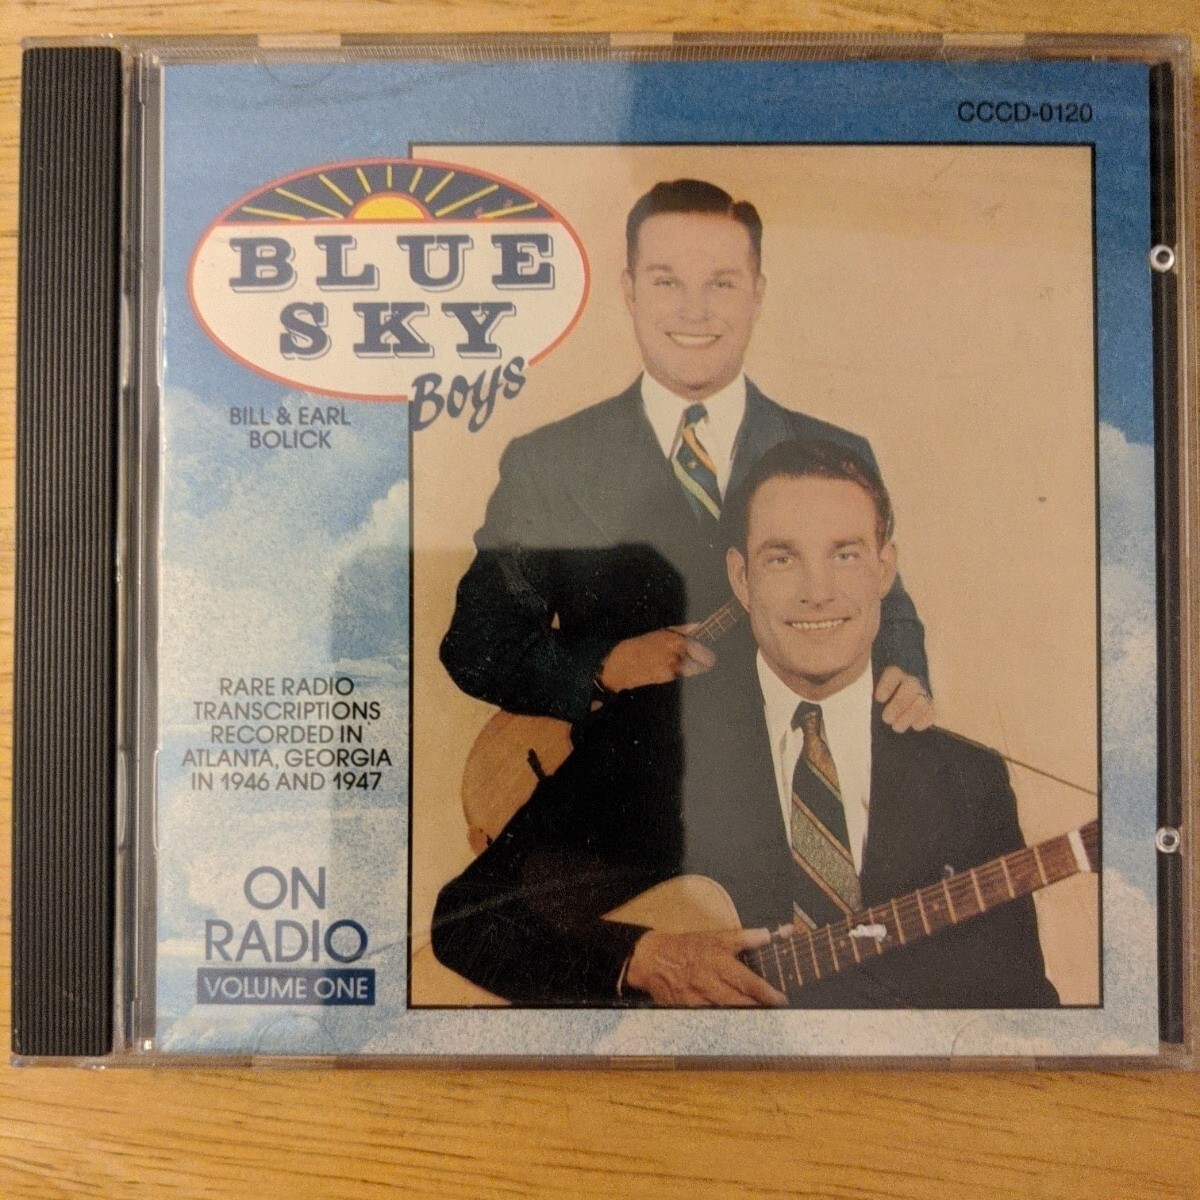 CCCD-0120
BLUE
SKY
Boys
BILL & EARL
BOLICK
RARE RADIO
TRANSCRIPTIONS
RECORDED IN
ATLANTA, GEORGIA
IN 1946 AND 1947
ON
RADIO
VOLUME ONE